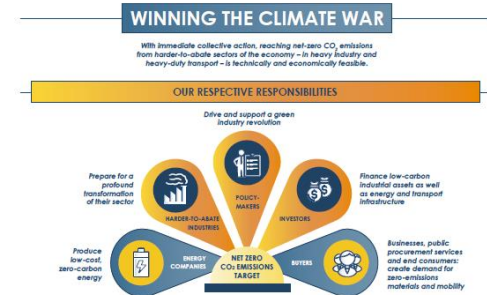 WINNING THE CLIMATE WAR
With immediate collective action, reaching net-zero CO2 emissions
from harder-to-abate sectors of the economy – in heavy industry and
heavy-duty transport – is technically and economically feasible.
OUR RESPECTIVE RESPONSIBILITIES
Drive and support a green
industry revolution
Prepare for a
profound
transformation
of their sector
POLICY-
MAKERS
Finance low-carbon
industrial assets as well
as energy and transport
infrastructure
HARDER-TO-ABATE
INDUSTRIES
INVESTORS
Produce
low-cost,
zero-carbon
energy
ENERGY
COMPANIES
NET ZERO
CO2 EMISSIONS
TARGET
BUYERS
Businesses, public
procurement services
and end consumers:
create demand for
zero-emissions
materials and mobility